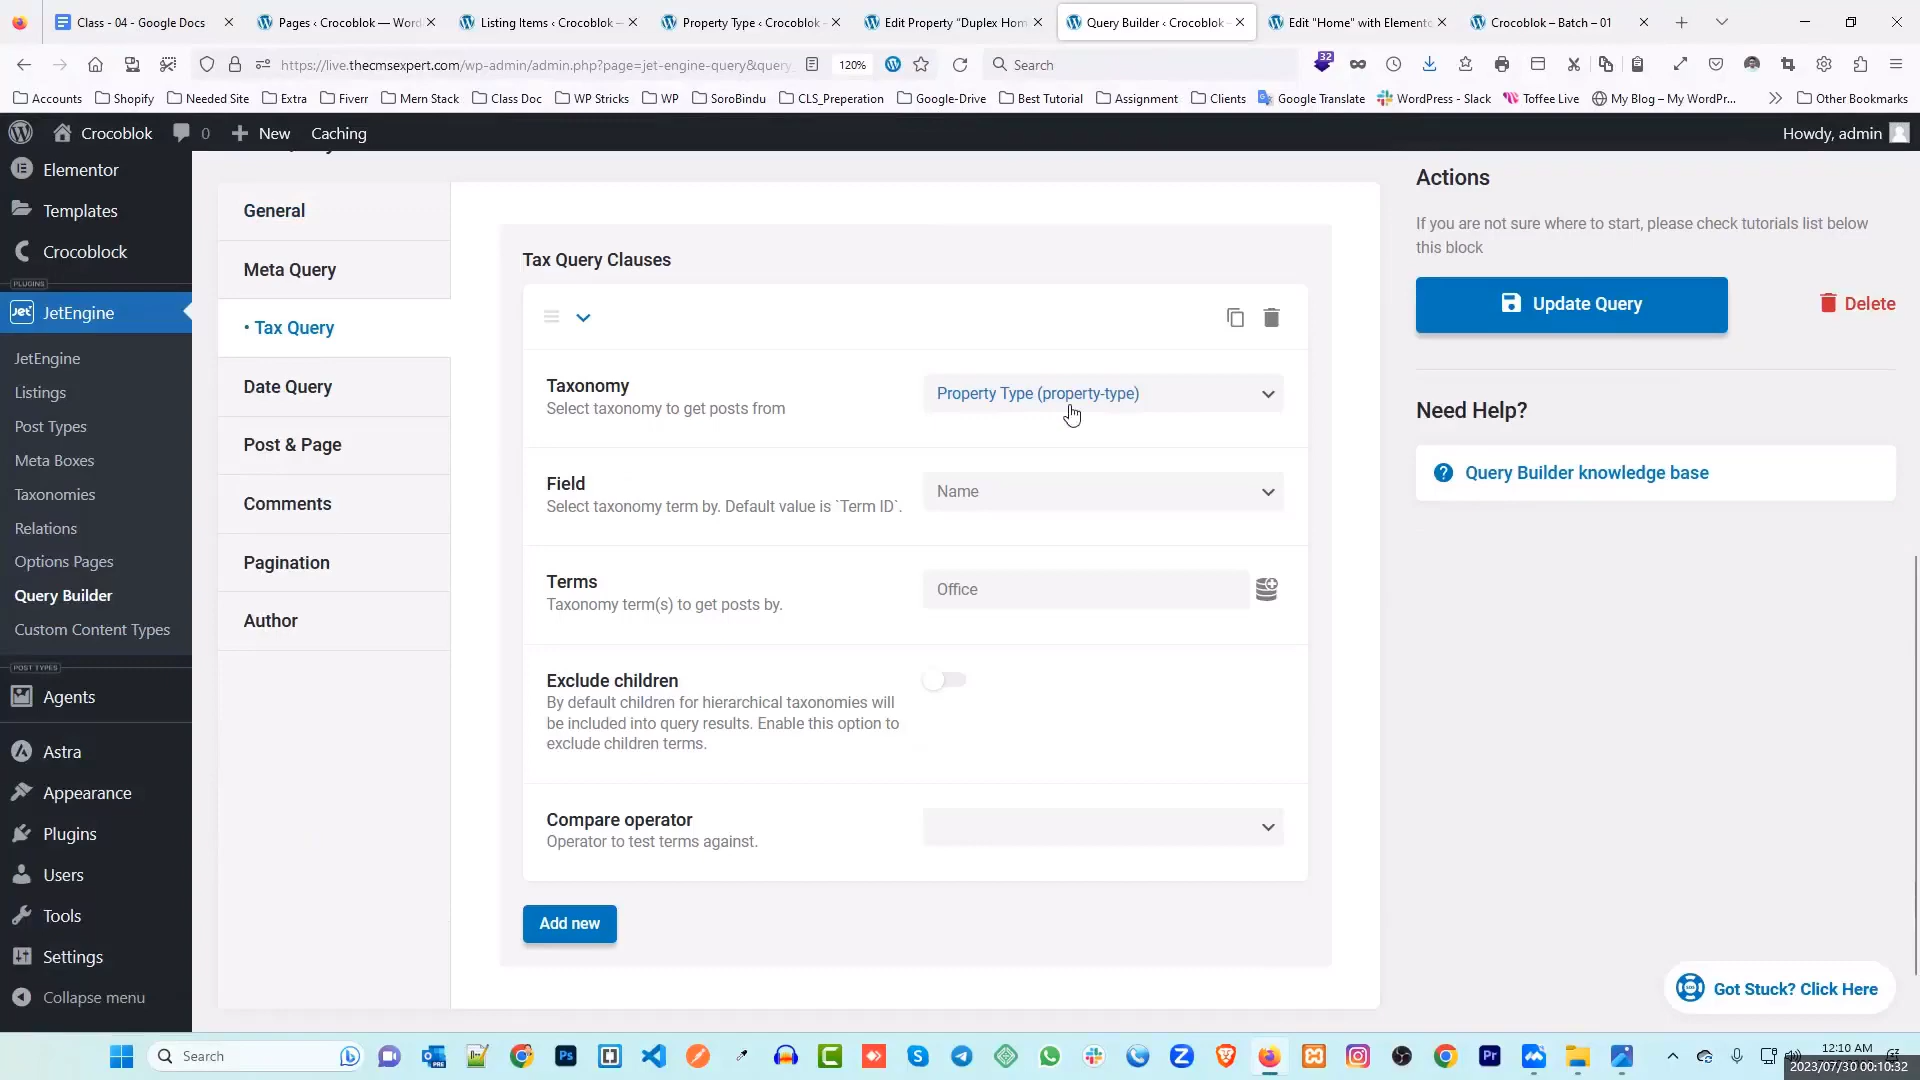 Class - 04 - Google Docs
Pages ‹ Crocoblok — Word
Listing Items ‹ Crocoblok —
Property Type ‹ Crocoblok —
Edit Property "Duplex Hom
Query Builder ‹ Crocoblok —
Edit "Home" with Elemento
Crocoblok – Batch – 01
https://live.thecmsexpert.com/wp-admin/admin.php?page=jet-engine-query&query_
120%
Search
32
Accounts
Shopify
Needed Site
Extra
Fiverr
Mern Stack
Class Doc
WP Stricks
WP
SoroBindu
CLS_Preperation
Google-Drive
Best Tutorial
Assignment
Clients
Google Translate
WordPress - Slack
Toffee Live
My Blog – My WordPr...
Other Bookmarks
Crocoblok
0
New
Caching
Howdy, admin
Elementor
Templates
Crocoblock
PLUGINS
JetEngine
JetEngine
Listings
Post Types
Meta Boxes
Taxonomies
Relations
Options Pages
Query Builder
Custom Content Types
POST TYPES
Agents
Astra
Appearance
Plugins
Users
Tools
Settings
Collapse menu
General
Meta Query
• Tax Query
Date Query
Post & Page
Comments
Pagination
Author
Tax Query Clauses
Taxonomy
Select taxonomy to get posts from
Property Type (property-type)
Field
Select taxonomy term by. Default value is `Term ID`.
Name
Terms
Taxonomy term(s) to get posts by.
Office
Exclude children
By default children for hierarchical taxonomies will
be included into query results. Enable this option to
exclude children terms.
Compare operator
Operator to test terms against.
Add new
Actions
If you are not sure where to start, please check tutorials list below
this block
Update Query
Delete
Need Help?
Query Builder knowledge base
Got Stuck? Click Here
Search
12:10 AM
2023/07/30 00:10:32